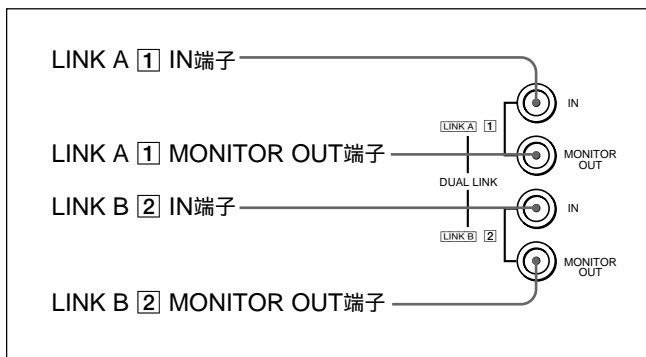 LINK A 1 IN端子
LINK A 1 MONITOR OUT端子
LINK B 2 IN端子
LINK B 2 MONITOR OUT端子
IN
LINK A 1
MONITOR
OUT
DUAL LINK
IN
LINK B 2
MONITOR
OUT